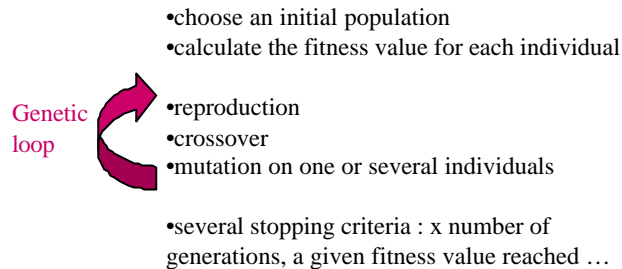 •choose an initial population
•calculate the fitness value for each individual
Genetic
loop
•reproduction
•crossover
•mutation on one or several individuals
•several stopping criteria : x number of
generations, a given fitness value reached …